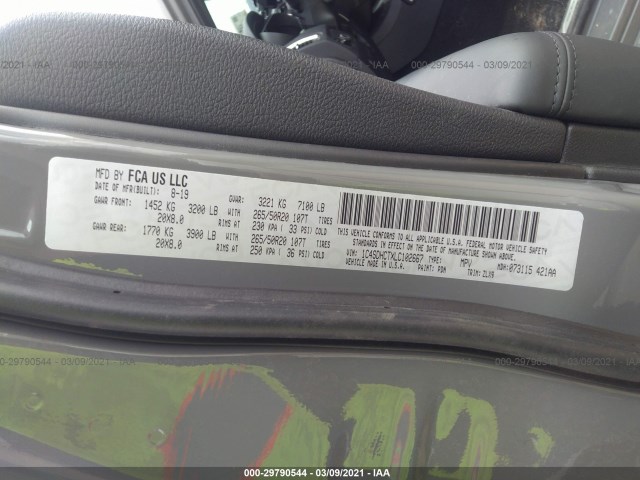 000-29790544 / 03/09/2021 - IAA
MFD BY FCA US LLC
DATE OF MFR(BUILT): 8-19 GVWR: 3221 KG 7100 LB
GAWR FRONT: 1452 KG 3200 LB WITH 265/50R20 107T TIRES
20X8.0 RIMS AT 230 KPA ( 33 PSI) COLD
GAWR REAR: 1770 KG 3900 LB WITH 265/50R20 107T TIRES
20X8.0 RIMS AT 250 KPA ( 36 PSI) COLD
THIS VEHICLE CONFORMS TO ALL APPLICABLE U.S.A. FEDERAL MOTOR VEHICLE SAFETY
STANDARDS IN EFFECT ON THE DATE OF MANUFACTURE SHOWN ABOVE.
VIN: 1C4SDHCTXLC102667 TYPE: MPV MDH: 073115 421AA
VEHICLE MADE IN U.S.A. PAINT: PDN TRIM: ZLX9
000-29790544 / 03/09/2021 - IAA